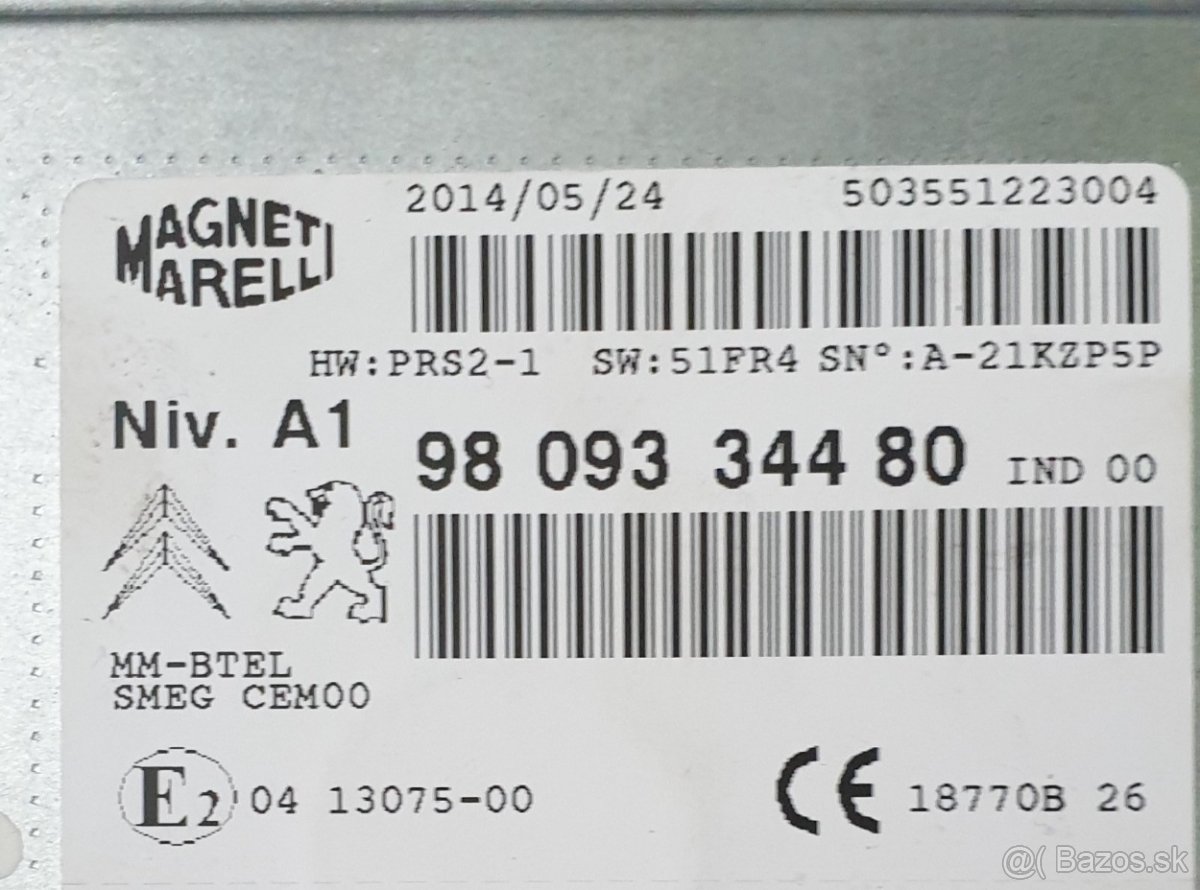 MAGNETI
MARELLI
2014/05/24 503551223004
HW:PRS2-1 SW:51FR4 SN°:A-21KZP5P
Niv. A1
98 093 344 80 IND 00
MM-BTEL
SMEG CEM00
E2 04 13075-00
CE 18770B 26
@( Bazos.sk